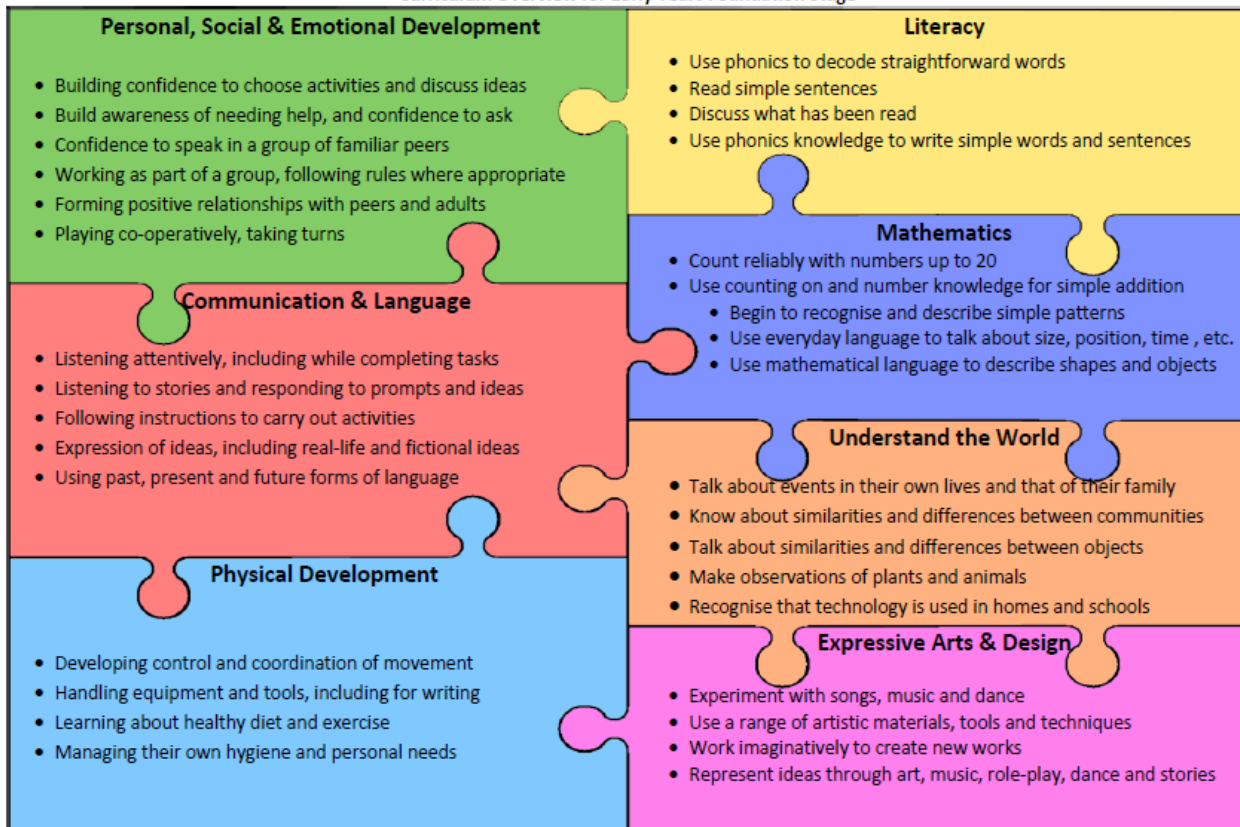 Curriculum Overview for Early Years Foundation Stage
Personal, Social & Emotional Development
• Building confidence to choose activities and discuss ideas
• Build awareness of needing help, and confidence to ask
• Confidence to speak in a group of familiar peers
• Working as part of a group, following rules where appropriate
• Forming positive relationships with peers and adults
• Playing co-operatively, taking turns
Communication & Language
• Listening attentively, including while completing tasks
• Listening to stories and responding to prompts and ideas
• Following instructions to carry out activities
• Expression of ideas, including real-life and fictional ideas
• Using past, present and future forms of language
Physical Development
• Developing control and coordination of movement
• Handling equipment and tools, including for writing
• Learning about healthy diet and exercise
• Managing their own hygiene and personal needs
Literacy
• Use phonics to decode straightforward words
• Read simple sentences
• Discuss what has been read
• Use phonics knowledge to write simple words and sentences
Mathematics
• Count reliably with numbers up to 20
• Use counting on and number knowledge for simple addition
• Begin to recognise and describe simple patterns
• Use everyday language to talk about size, position, time , etc.
• Use mathematical language to describe shapes and objects
Understand the World
• Talk about events in their own lives and that of their family
• Know about similarities and differences between communities
• Talk about similarities and differences between objects
• Make observations of plants and animals
• Recognise that technology is used in homes and schools
Expressive Arts & Design
• Experiment with songs, music and dance
• Use a range of artistic materials, tools and techniques
• Work imaginatively to create new works
• Represent ideas through art, music, role-play, dance and stories